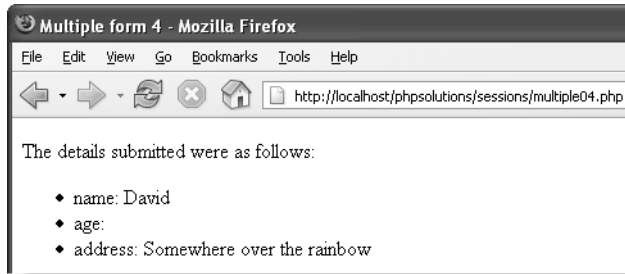 Multiple form 4 - Mozilla Firefox
File Edit View Go Bookmarks Tools Help
http://localhost/phpsolutions/sessions/multiple04.php
The details submitted were as follows:
• name: David
• age:
• address: Somewhere over the rainbow